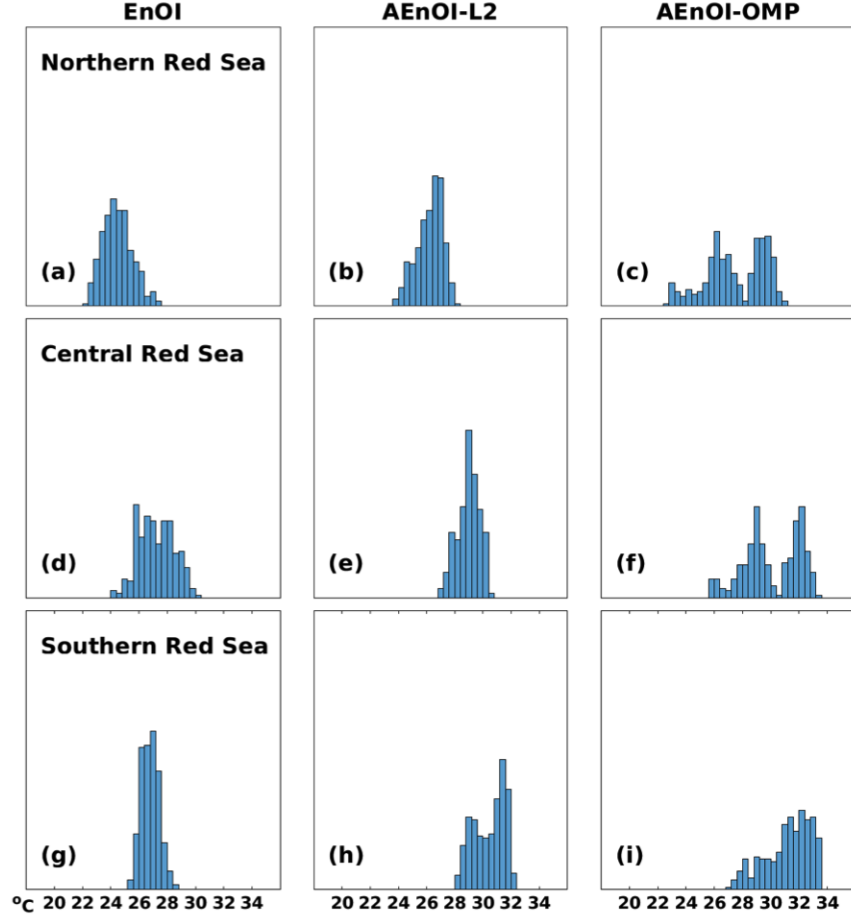 EnOI AEnOI-L2 AEnOI-OMP
Northern Red Sea
(a) (b) (c)
Central Red Sea
(d) (e) (f)
Southern Red Sea
(g) (h) (i)
ºC 20 22 24 26 28 30 32 34 20 22 24 26 28 30 32 34 20 22 24 26 28 30 32 34